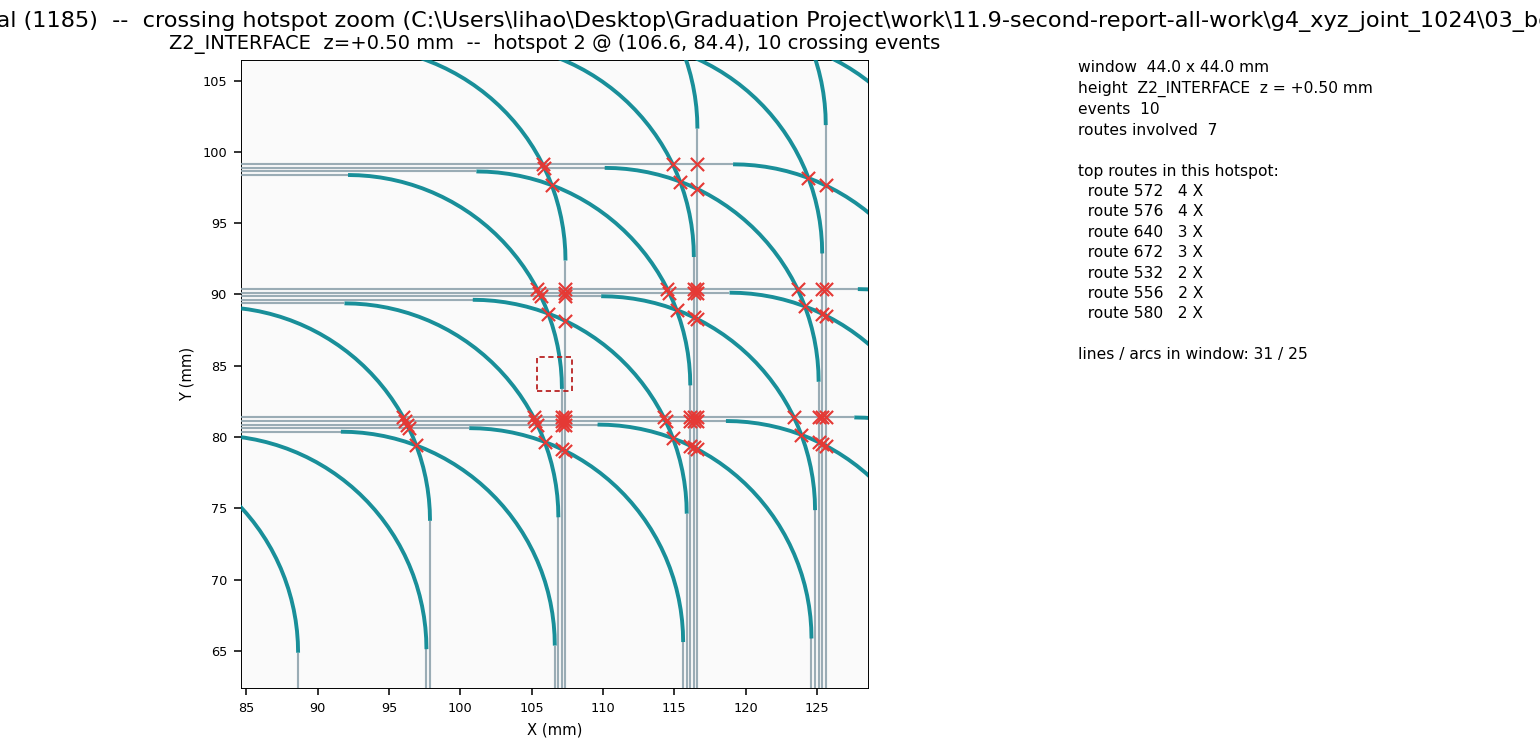 al (1185)  --  crossing hotspot zoom (C:\Users\lihao\Desktop\Graduation Project\work\11.9-second-report-all-work\g4_xyz_joint_1024\03_b
Z2_INTERFACE  z=+0.50 mm  --  hotspot 2 @ (106.6, 84.4), 10 crossing events
window  44.0 x 44.0 mm
height  Z2_INTERFACE  z = +0.50 mm
events  10
routes involved  7
top routes in this hotspot:
route 572   4 X
route 576   4 X
route 640   3 X
route 672   3 X
route 532   2 X
route 556   2 X
route 580   2 X
lines / arcs in window: 31 / 25
105
100
95
90
85
80
75
70
65
Y (mm)
85 90 95 100 105 110 115 120 125
X (mm)